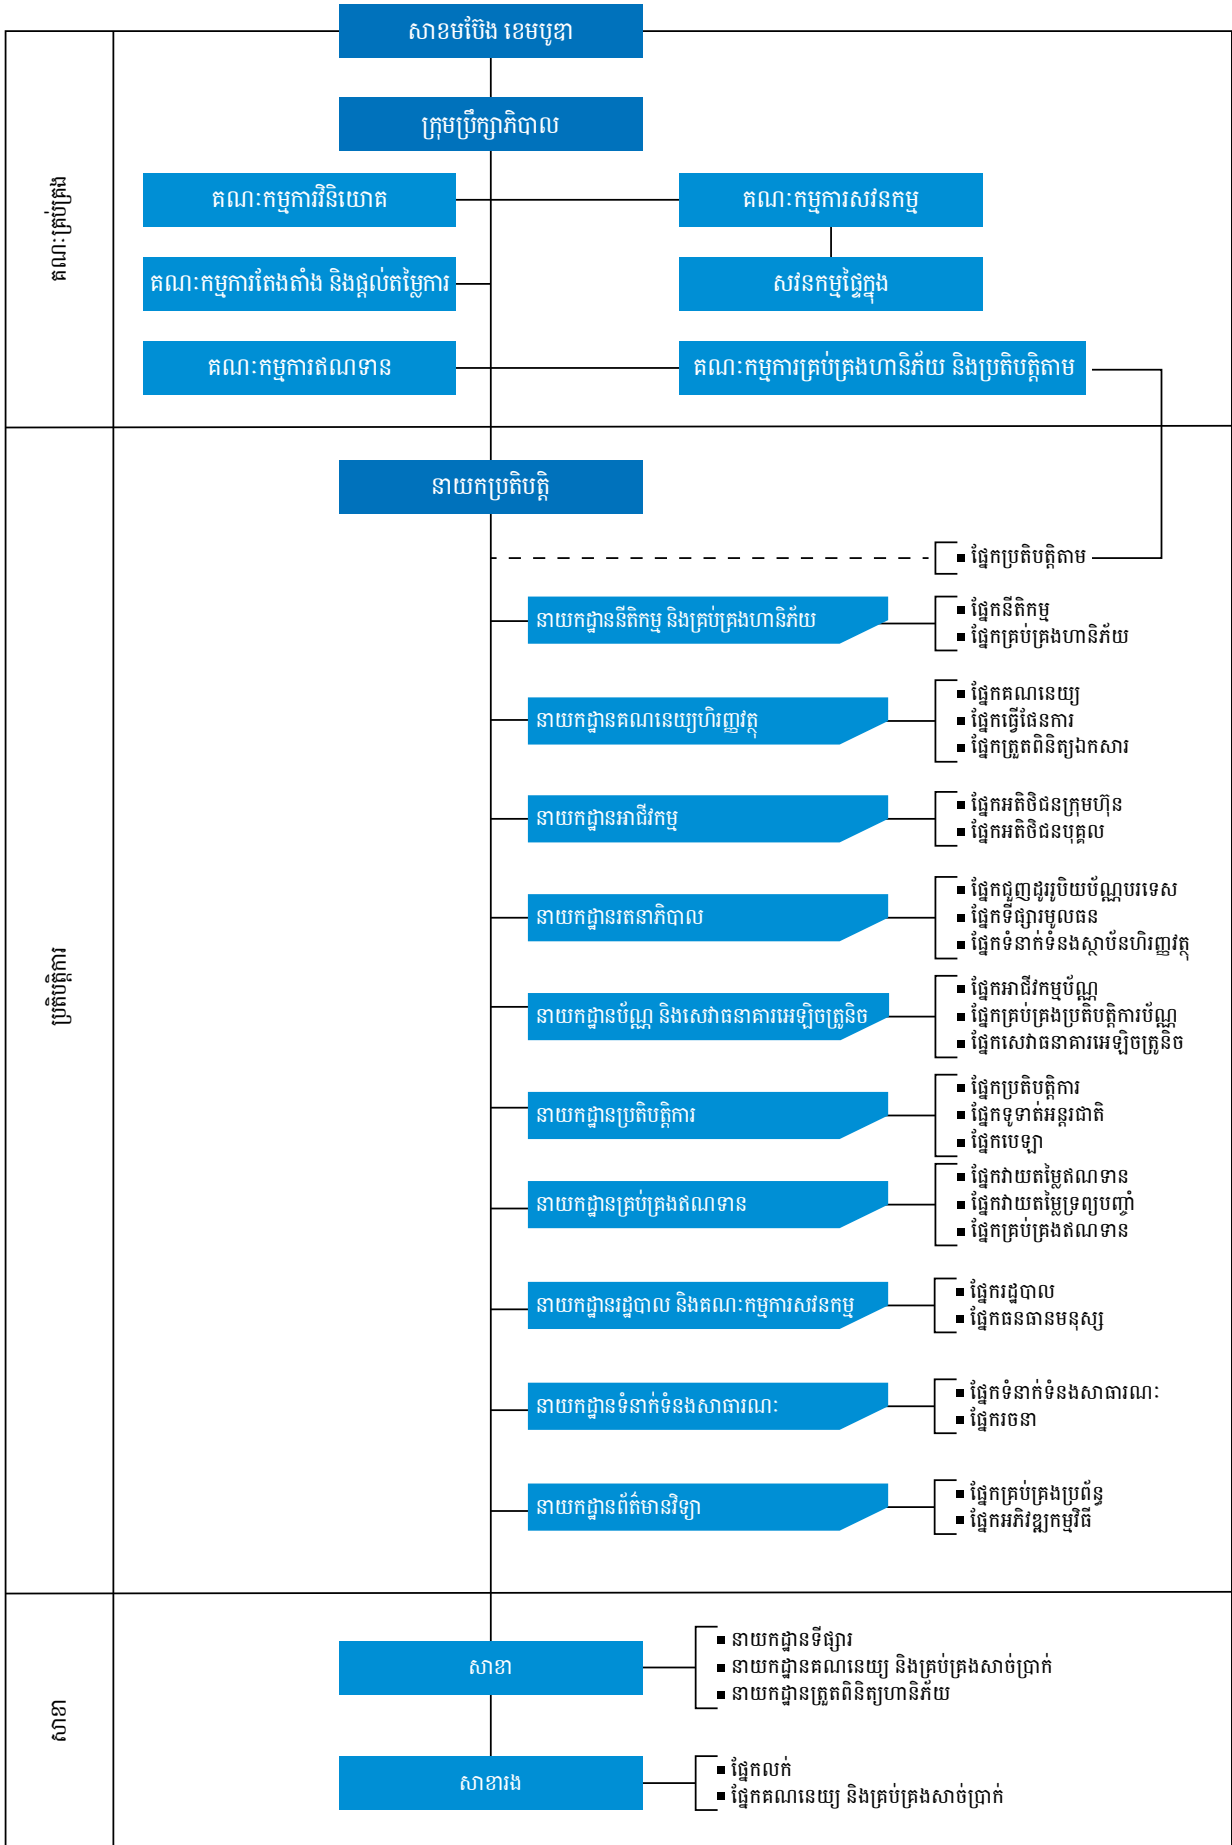 សាខមប៊ែង ខេមបូឌា
ក្រុមប្រឹក្សាភិបាល
គណៈគ្រប់គ្រង
គណៈកម្មការវិនិយោគ
គណៈកម្មការសវនកម្ម
គណៈកម្មការតែងតាំង និងផ្តល់តម្លៃការ
សវនកម្មផ្ទៃក្នុង
គណៈកម្មការឥណទាន
គណៈកម្មការគ្រប់គ្រងហានិភ័យ និងប្រតិបត្តិតាម
ប្រតិបត្តិការ
នាយកប្រតិបត្តិ
ផ្នែកប្រតិបត្តិតាម
នាយកដ្ឋាននីតិកម្ម និងគ្រប់គ្រងហានិភ័យ
ផ្នែកនីតិកម្ម
ផ្នែកគ្រប់គ្រងហានិភ័យ
នាយកដ្ឋានគណនេយ្យហិរញ្ញវត្ថុ
ផ្នែកគណនេយ្យ
ផ្នែកធ្វើផែនការ
ផ្នែកត្រួតពិនិត្យឯកសារ
នាយកដ្ឋានអាជីវកម្ម
ផ្នែកអតិថិជនក្រុមហ៊ុន
ផ្នែកអតិថិជនបុគ្គល
នាយកដ្ឋានរតនាភិបាល
ផ្នែកជួញដូររូបិយប័ណ្ណបរទេស
ផ្នែកទីផ្សារមូលធន
ផ្នែកទំនាក់ទំនងស្ថាប័នហិរញ្ញវត្ថុ
នាយកដ្ឋានប័ណ្ណ និងសេវាធនាគារអេឡិចត្រូនិច
ផ្នែកអាជីវកម្មប័ណ្ណ
ផ្នែកគ្រប់គ្រងប្រតិបត្តិការប័ណ្ណ
ផ្នែកសេវាធនាគារអេឡិចត្រូនិច
នាយកដ្ឋានប្រតិបត្តិការ
ផ្នែកប្រតិបត្តិការ
ផ្នែកទូទាត់អន្តរជាតិ
ផ្នែកបេឡា
នាយកដ្ឋានគ្រប់គ្រងឥណទាន
ផ្នែកវាយតម្លៃឥណទាន
ផ្នែកវាយតម្លៃទ្រព្យបញ្ចាំ
ផ្នែកគ្រប់គ្រងឥណទាន
នាយកដ្ឋានរដ្ឋបាល និងគណៈកម្មការសវនកម្ម
ផ្នែករដ្ឋបាល
ផ្នែកធនធានមនុស្ស
នាយកដ្ឋានទំនាក់ទំនងសាធារណៈ
ផ្នែកទំនាក់ទំនងសាធារណៈ
ផ្នែករចនា
នាយកដ្ឋានព័ត៌មានវិទ្យា
ផ្នែកគ្រប់គ្រងប្រព័ន្ធ
ផ្នែកអភិវឌ្ឍកម្មវិធី
សាខា
សាខា
នាយកដ្ឋានទីផ្សារ
នាយកដ្ឋានគណនេយ្យ និងគ្រប់គ្រងសាច់ប្រាក់
នាយកដ្ឋានត្រួតពិនិត្យហានិភ័យ
សាខារង
ផ្នែកលក់
ផ្នែកគណនេយ្យ និងគ្រប់គ្រងសាច់ប្រាក់